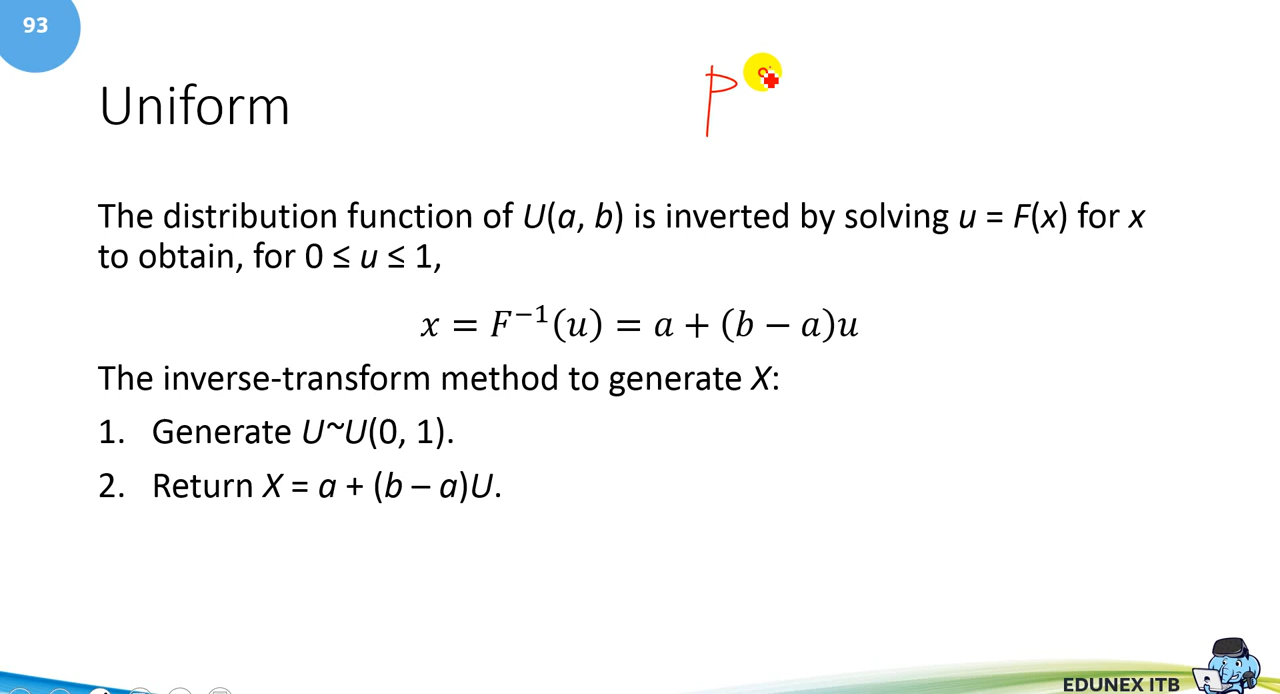 93
Uniform
P
The distribution function of U(a, b) is inverted by solving u = F(x) for x
to obtain, for 0 ≤ u ≤ 1,
x = F⁻¹(u) = a + (b − a)u
The inverse-transform method to generate X:
1. Generate U~U(0, 1).
2. Return X = a + (b – a)U.
EDUNEX ITB